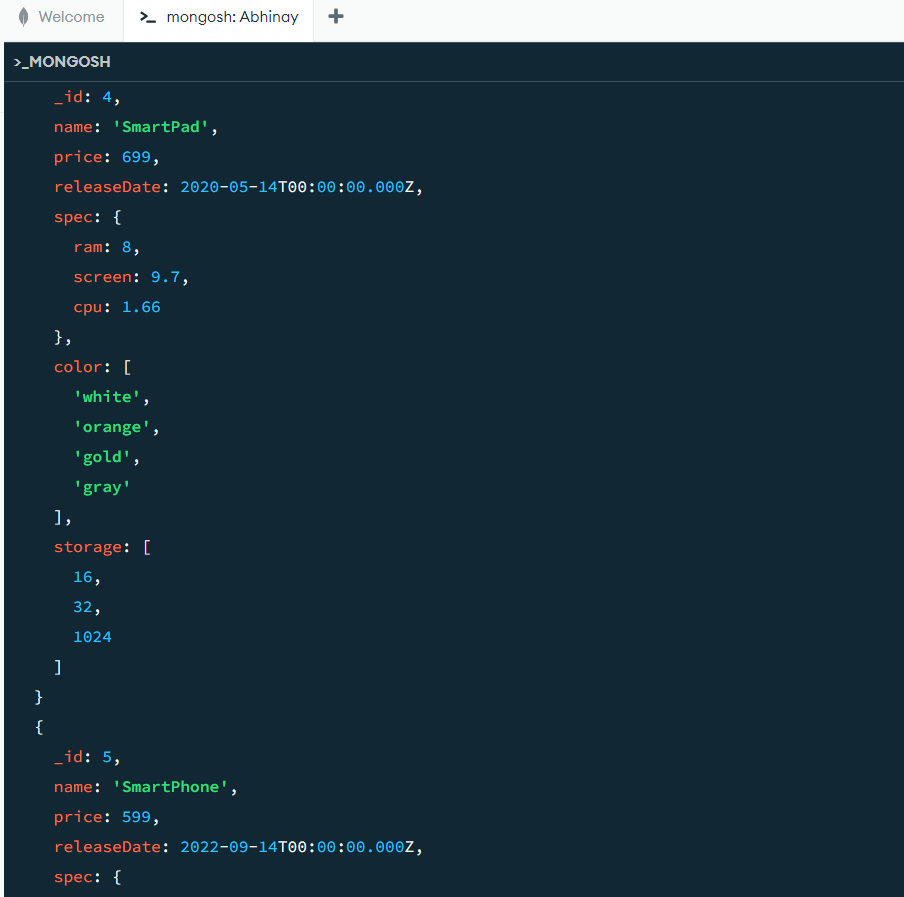 Welcome
>_ mongosh: Abhinay
>_MONGOSH
_id: 4,
name: 'SmartPad',
price: 699,
releaseDate: 2020-05-14T00:00:00.000Z,
spec: {
ram: 8,
screen: 9.7,
cpu: 1.66
},
color: [
'white',
'orange',
'gold',
'gray'
],
storage: [
16,
32,
1024
]
}
{
_id: 5,
name: 'SmartPhone',
price: 599,
releaseDate: 2022-09-14T00:00:00.000Z,
spec: {